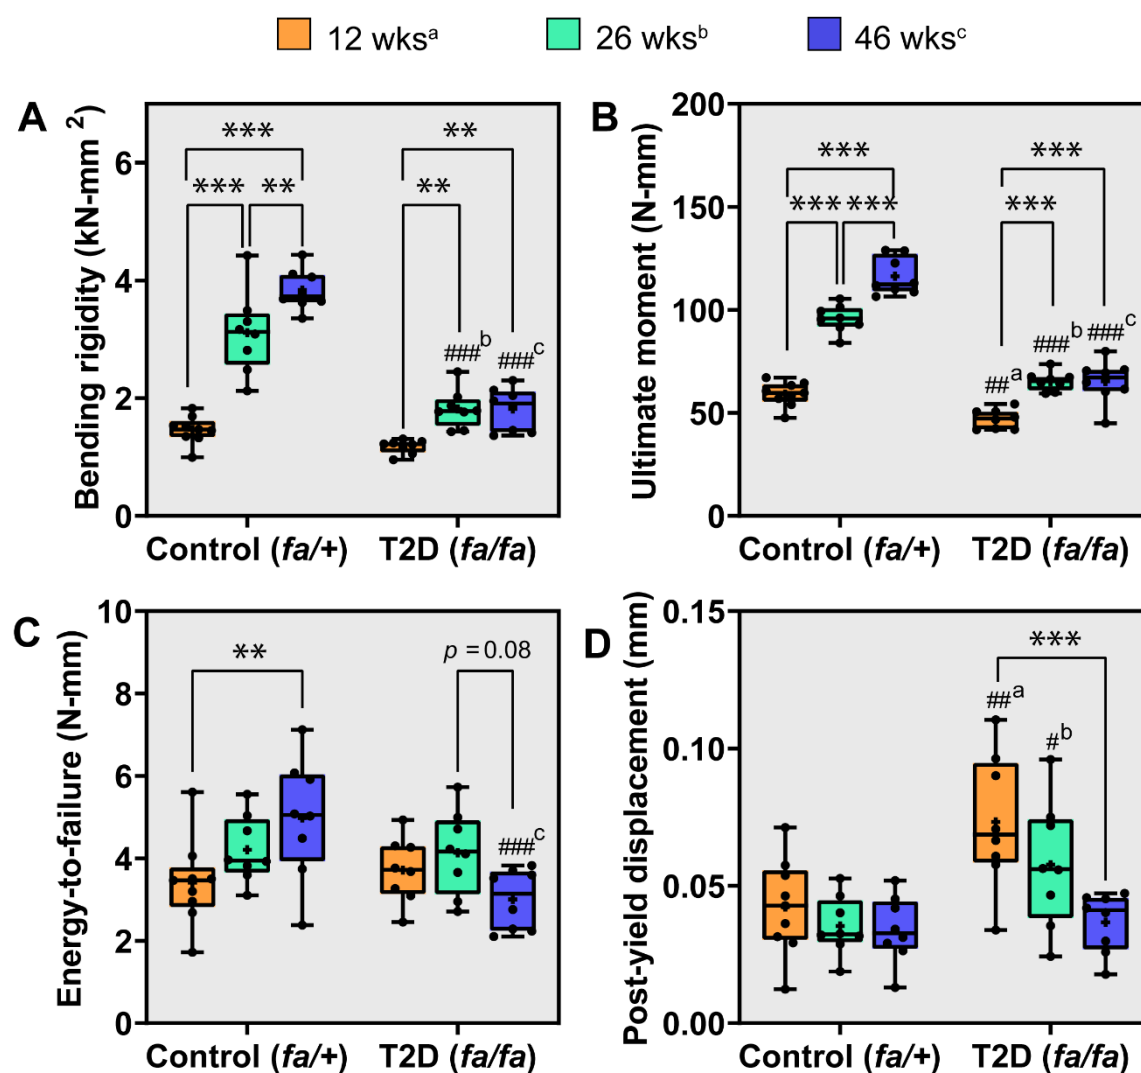 12 wksᵃ 26 wksᵇ 46 wksᶜ
A
Bending rigidity (kN-mm ²)
6
4
2
0
*** **
*** ** **
###ᵇ ###ᶜ
Control (fa/+) T2D (fa/fa)
B
Ultimate moment (N-mm)
200
150
100
50
0
*** ***
*** *** ***
##ᵃ ###ᵇ ###ᶜ
Control (fa/+) T2D (fa/fa)
C
Energy-to-failure (N-mm)
10
8
6
4
2
0
** p = 0.08
###ᶜ
Control (fa/+) T2D (fa/fa)
D
Post-yield displacement (mm)
0.15
0.10
0.05
0.00
***
##ᵃ #ᵇ
Control (fa/+) T2D (fa/fa)